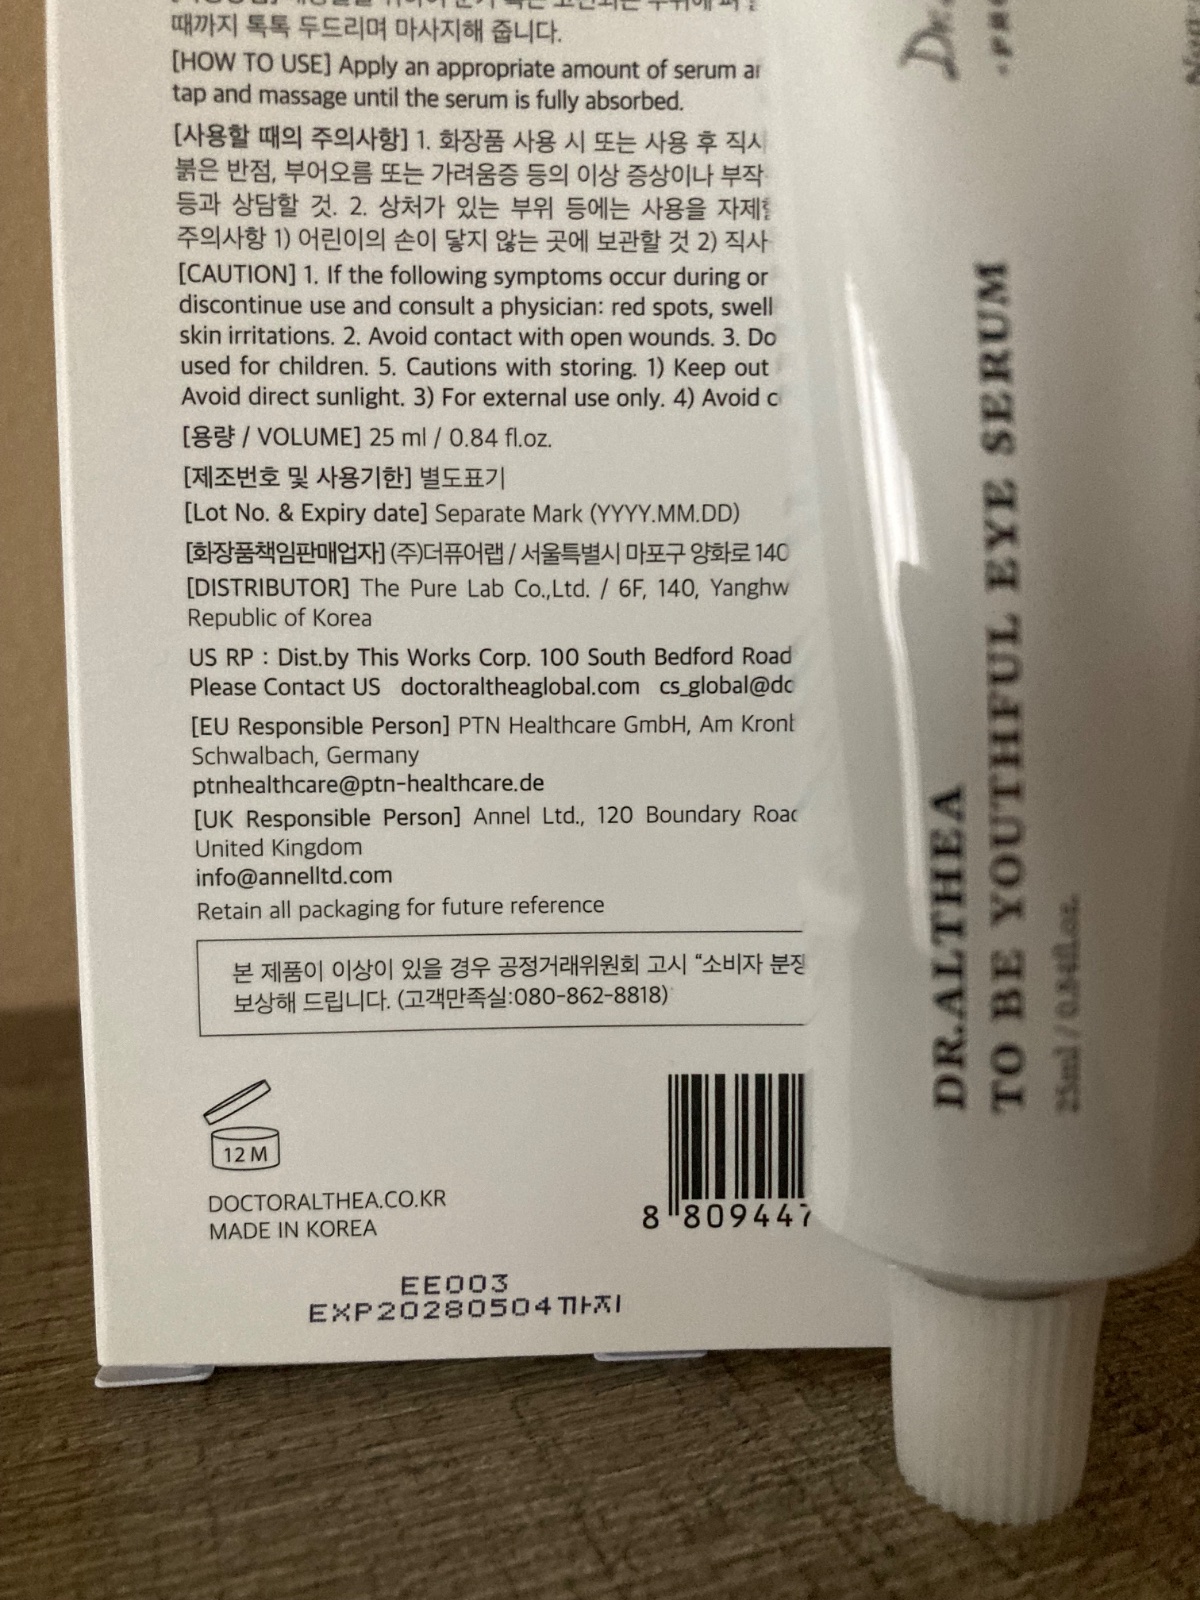 때까지 톡톡 두드리며 마사지해 줍니다.
[HOW TO USE] Apply an appropriate amount of serum
tap and massage until the serum is fully absorbed.
[사용할 때의 주의사항] 1. 화장품 사용 시 또는 사용 후 직사
붉은 반점, 부어오름 또는 가려움증 등의 이상 증상이나 부작
등과 상담할 것. 2. 상처가 있는 부위 등에는 사용을 자제
주의사항 1) 어린이의 손이 닿지 않는 곳에 보관할 것 2) 직사
[CAUTION] 1. If the following symptoms occur during or
discontinue use and consult a physician: red spots, swell
skin irritations. 2. Avoid contact with open wounds. 3. Do
used for children. 5. Cautions with storing. 1) Keep out
Avoid direct sunlight. 3) For external use only. 4) Avoid
[용량 / VOLUME] 25 ml / 0.84 fl.oz.
[제조번호 및 사용기한] 별도표기
[Lot No. & Expiry date] Separate Mark (YYYY.MM.DD)
[화장품책임판매업자] (주)더퓨어랩 / 서울특별시 마포구 양화로 140
[DISTRIBUTOR] The Pure Lab Co.,Ltd. / 6F, 140, Yanghw
Republic of Korea
US RP : Dist.by This Works Corp. 100 South Bedford Road
Please Contact US doctoraltheaglobal.com cs_global@do
[EU Responsible Person] PTN Healthcare GmbH, Am Kronb
Schwalbach, Germany
ptnhealthcare@ptn-healthcare.de
[UK Responsible Person] Annel Ltd., 120 Boundary Road
United Kingdom
info@annelltd.com
Retain all packaging for future reference
본 제품이 이상이 있을 경우 공정거래위원회 고시 “소비자 분쟁
보상해 드립니다. (고객만족실:080-862-8818)
12 M
DOCTORALTHEA.CO.KR
MADE IN KOREA
8 809447
EE003
EXP20280504까지
DR.ALTHEA
TO BE YOUTHFUL EYE SERUM
25ml / 0.84fl.oz.